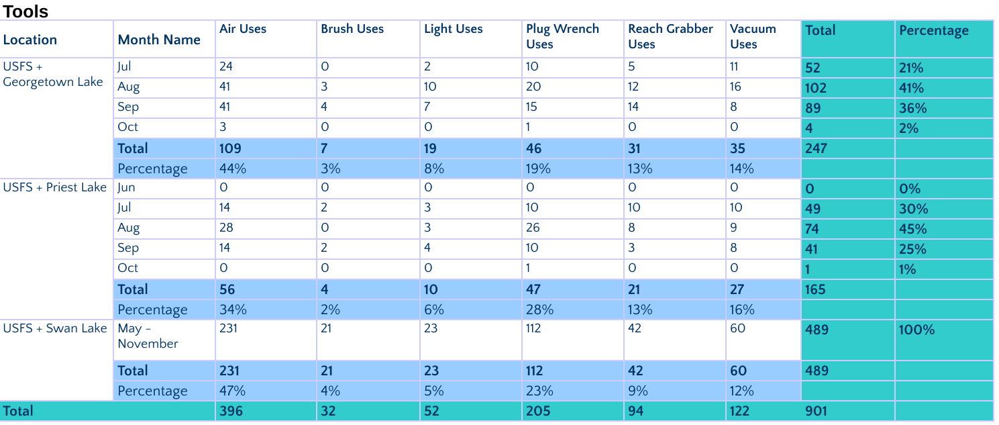 Tools
Location Month Name Air Uses Brush Uses Light Uses Plug Wrench Uses Reach Grabber Uses Vacuum Uses Total Percentage
USFS + Georgetown Lake Jul 24 0 2 10 5 11 52 21%
Aug 41 3 10 20 12 16 102 41%
Sep 41 4 7 15 14 8 89 36%
Oct 3 0 0 1 0 0 4 2%
Total 109 7 19 46 31 35 247
Percentage 44% 3% 8% 19% 13% 14%
USFS + Priest Lake Jun 0 0 0 0 0 0 0 0%
Jul 14 2 3 10 10 10 49 30%
Aug 28 0 3 26 8 9 74 45%
Sep 14 2 4 10 3 8 41 25%
Oct 0 0 0 1 0 0 1 1%
Total 56 4 10 47 21 27 165
Percentage 34% 2% 6% 28% 13% 16%
USFS + Swan Lake May – November 231 21 23 112 42 60 489 100%
Total 231 21 23 112 42 60 489
Percentage 47% 4% 5% 23% 9% 12%
Total 396 32 52 205 94 122 901